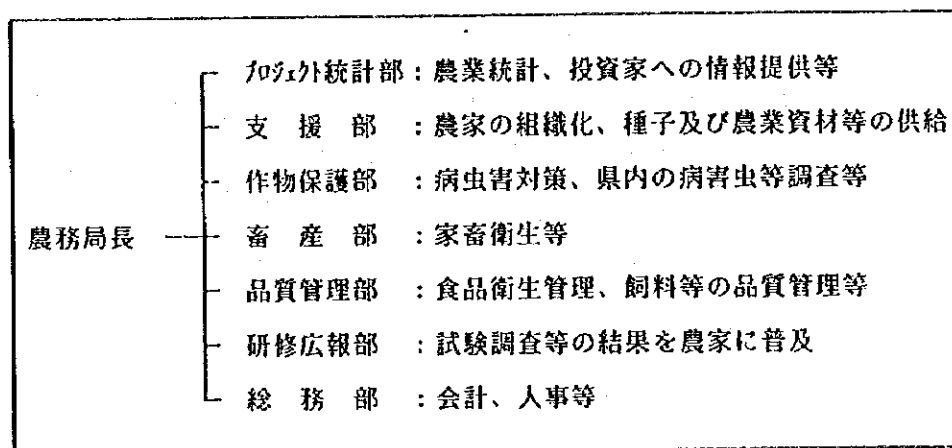 プロジェクト統計部：農業統計、投資家への情報提供等
支援部：農家の組織化、種子及び農業資材等の供給
作物保護部：病虫害対策、県内の病害虫等調査等
農務局長
畜産部：家畜衛生等
品質管理部：食品衛生管理、飼料等の品質管理等
研修広報部：試験調査等の結果を農家に普及
総務部：会計、人事等